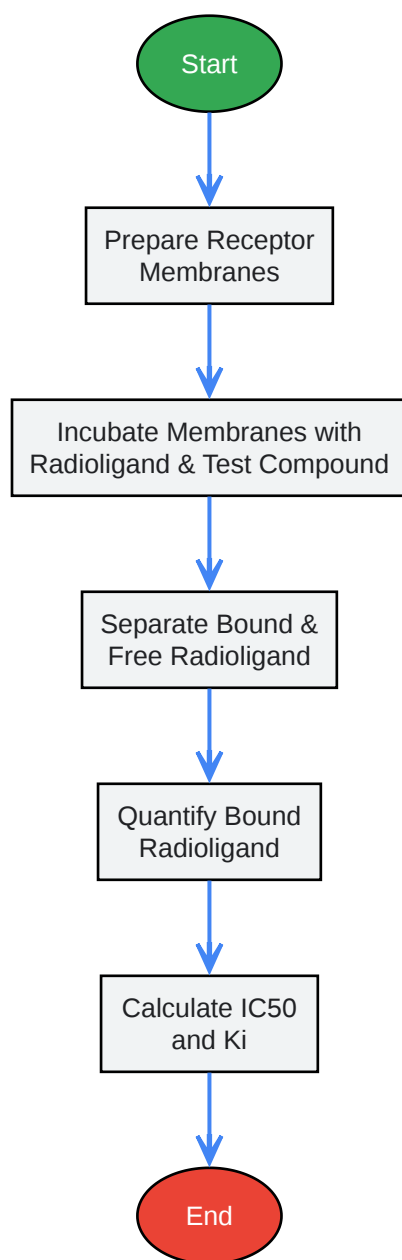 Start
Prepare Receptor
Membranes
Incubate Membranes with
Radioligand & Test Compound
Separate Bound &
Free Radioligand
Quantify Bound
Radioligand
Calculate IC50
and Ki
End